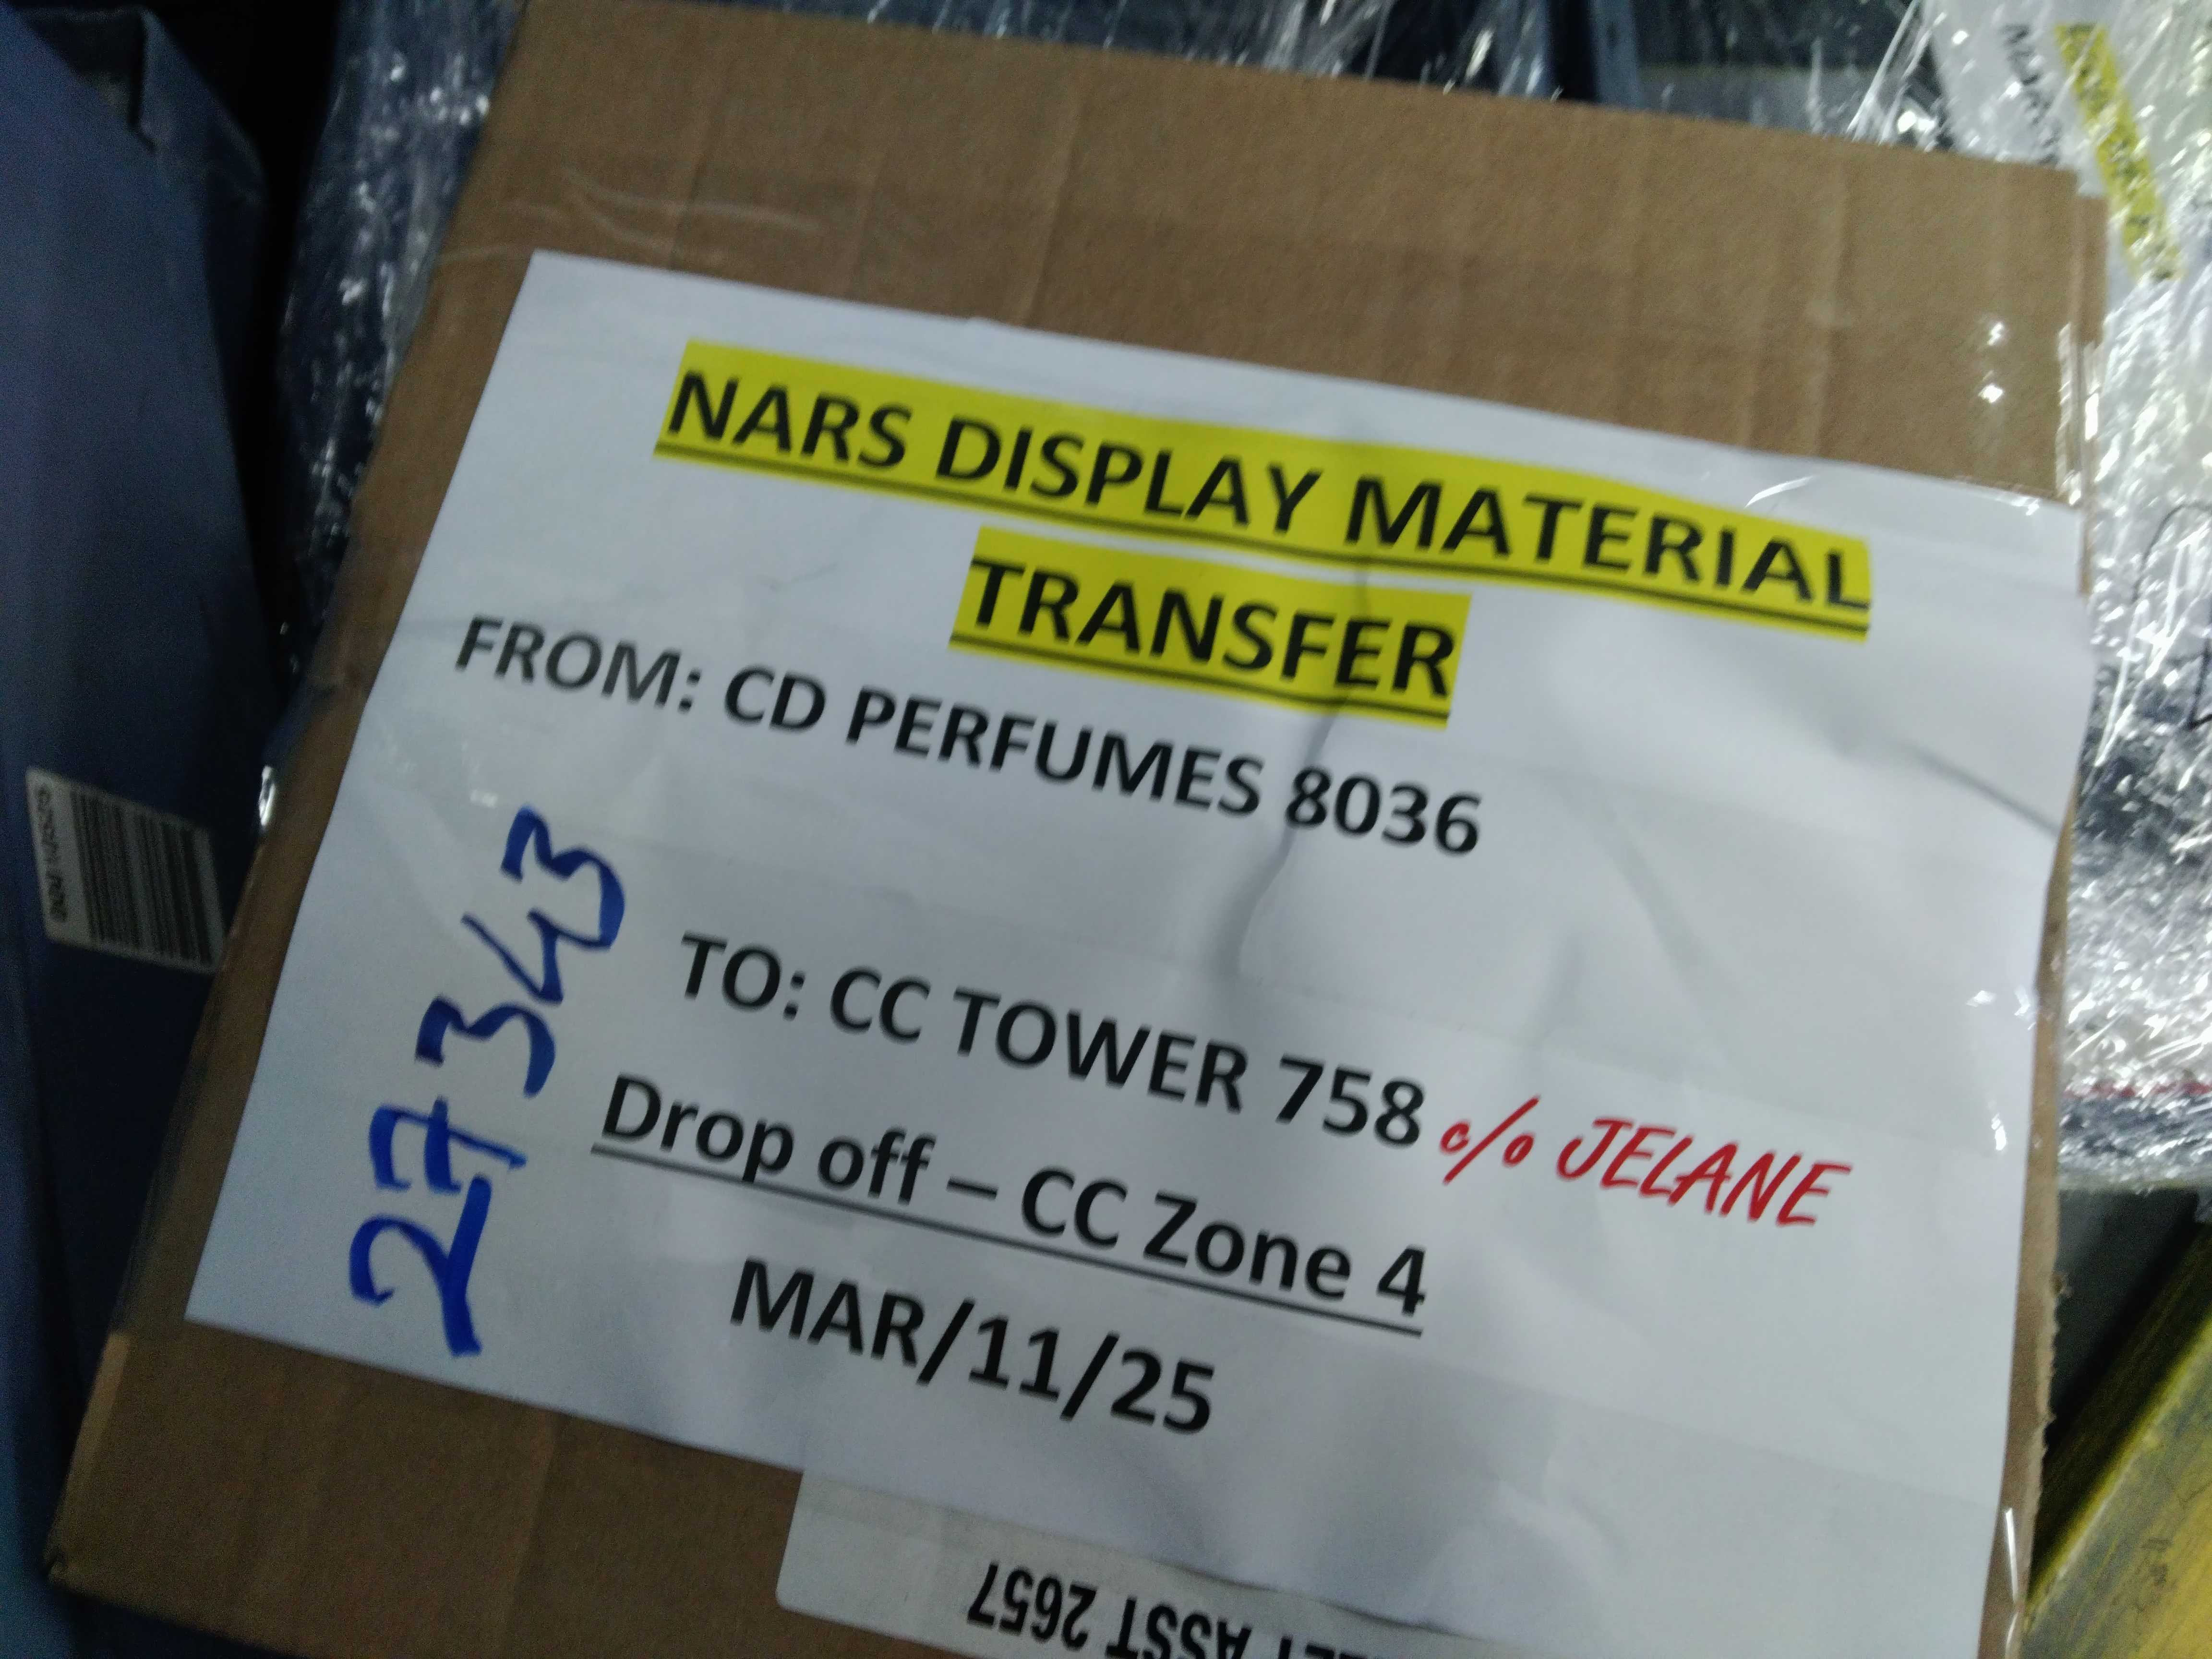 NARS DISPLAY MATERIAL
TRANSFER
FROM: CD PERFUMES 8036
TO: CC TOWER 758 c/o JELANE
Drop off – CC Zone 4
MAR/11/25
27343
ASST 2657